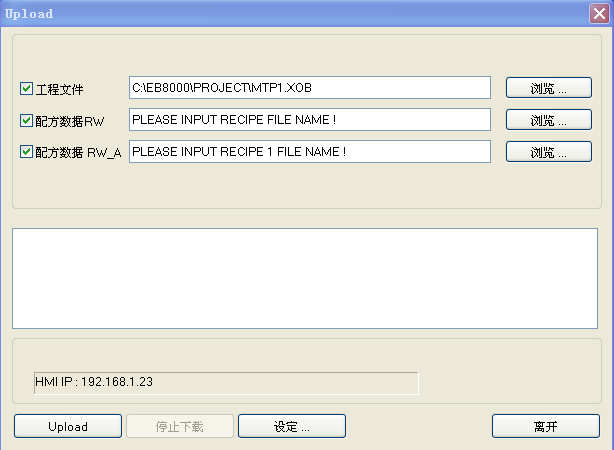 Upload
工程文件 C:\EB8000\PROJECT\MTP1.XOB 浏览 ...
配方数据RW PLEASE INPUT RECIPE FILE NAME ! 浏览 ...
配方数据 RW_A PLEASE INPUT RECIPE 1 FILE NAME ! 浏览 ...
HMI IP : 192.168.1.23
Upload 停止下载 设定 ... 离开